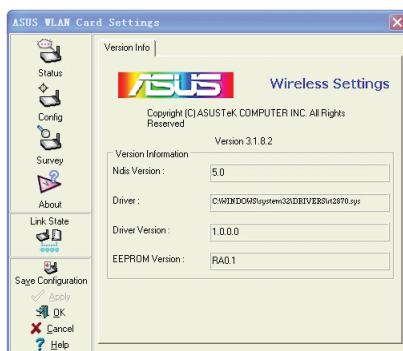 ASUS WLAN Card Settings
Status
Config
Survey
About
Link State
Save Configuration
Apply
OK
Cancel
Help
Version Info
ASUS
Wireless Settings
Copyright (C) ASUSTeK COMPUTER INC. All Rights
Reserved
Version 3.1.8.2
Version Information
Ndis Version :
5.0
Driver :
C:\WINDOWS\system32\DRIVERS\rt2870.sys
Driver Version :
1.0.0.0
EEPROM Version :
RA0.1